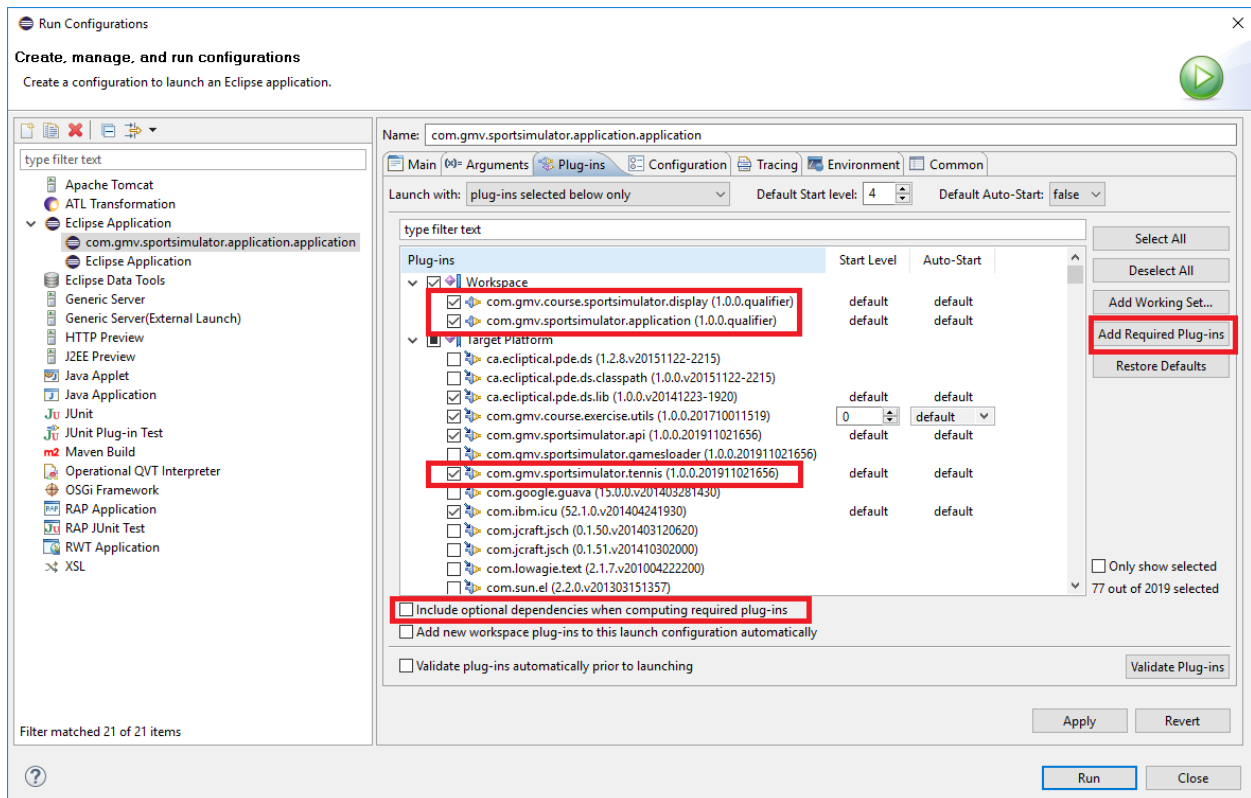 Run Configurations
Create, manage, and run configurations
Create a configuration to launch an Eclipse application.
type filter text
Apache Tomcat
ATL Transformation
Eclipse Application
com.gmv.sportsimulator.application.application
Eclipse Application
Eclipse Data Tools
Generic Server
Generic Server(External Launch)
HTTP Preview
J2EE Preview
Java Applet
Java Application
JU JUnit
JUnit Plug-in Test
m2 Maven Build
Operational QVT Interpreter
OSGi Framework
RAP RAP Application
RAP JUnit Test
RWT Application
XSL
Filter matched 21 of 21 items
Name: com.gmv.sportsimulator.application.application
Main (x)= Arguments Plug-ins Configuration Tracing Environment Common
Launch with: plug-ins selected below only Default Start level: 4 Default Auto-Start: false
type filter text
Plug-ins Start Level Auto-Start
Workspace
com.gmv.course.sportsimulator.display (1.0.0.qualifier) default default
com.gmv.sportsimulator.application (1.0.0.qualifier) default default
Target Platform
ca.ecliptical.pde.ds (1.2.8.v20151122-2215)
ca.ecliptical.pde.ds.classpath (1.0.0.v20151122-2215)
ca.ecliptical.pde.ds.lib (1.0.0.v20141223-1920) default default
com.gmv.course.exercise.utils (1.0.0.201710011519) 0 default
com.gmv.sportsimulator.api (1.0.0.201911021656) default default
com.gmv.sportsimulator.gamesloader (1.0.0.201911021656)
com.gmv.sportsimulator.tennis (1.0.0.201911021656) default default
com.google.guava (15.0.0.v201403281430)
com.ibm.icu (52.1.0.v201404241930) default default
com.jcraft.jsch (0.1.50.v201403120620)
com.jcraft.jsch (0.1.51.v201410302000)
com.lowagie.text (2.1.7.v201004222200)
com.sun.el (2.2.0.v201303151357)
Select All
Deselect All
Add Working Set...
Add Required Plug-ins
Restore Defaults
Only show selected
77 out of 2019 selected
Include optional dependencies when computing required plug-ins
Add new workspace plug-ins to this launch configuration automatically
Validate plug-ins automatically prior to launching
Validate Plug-ins
Apply Revert
? Run Close